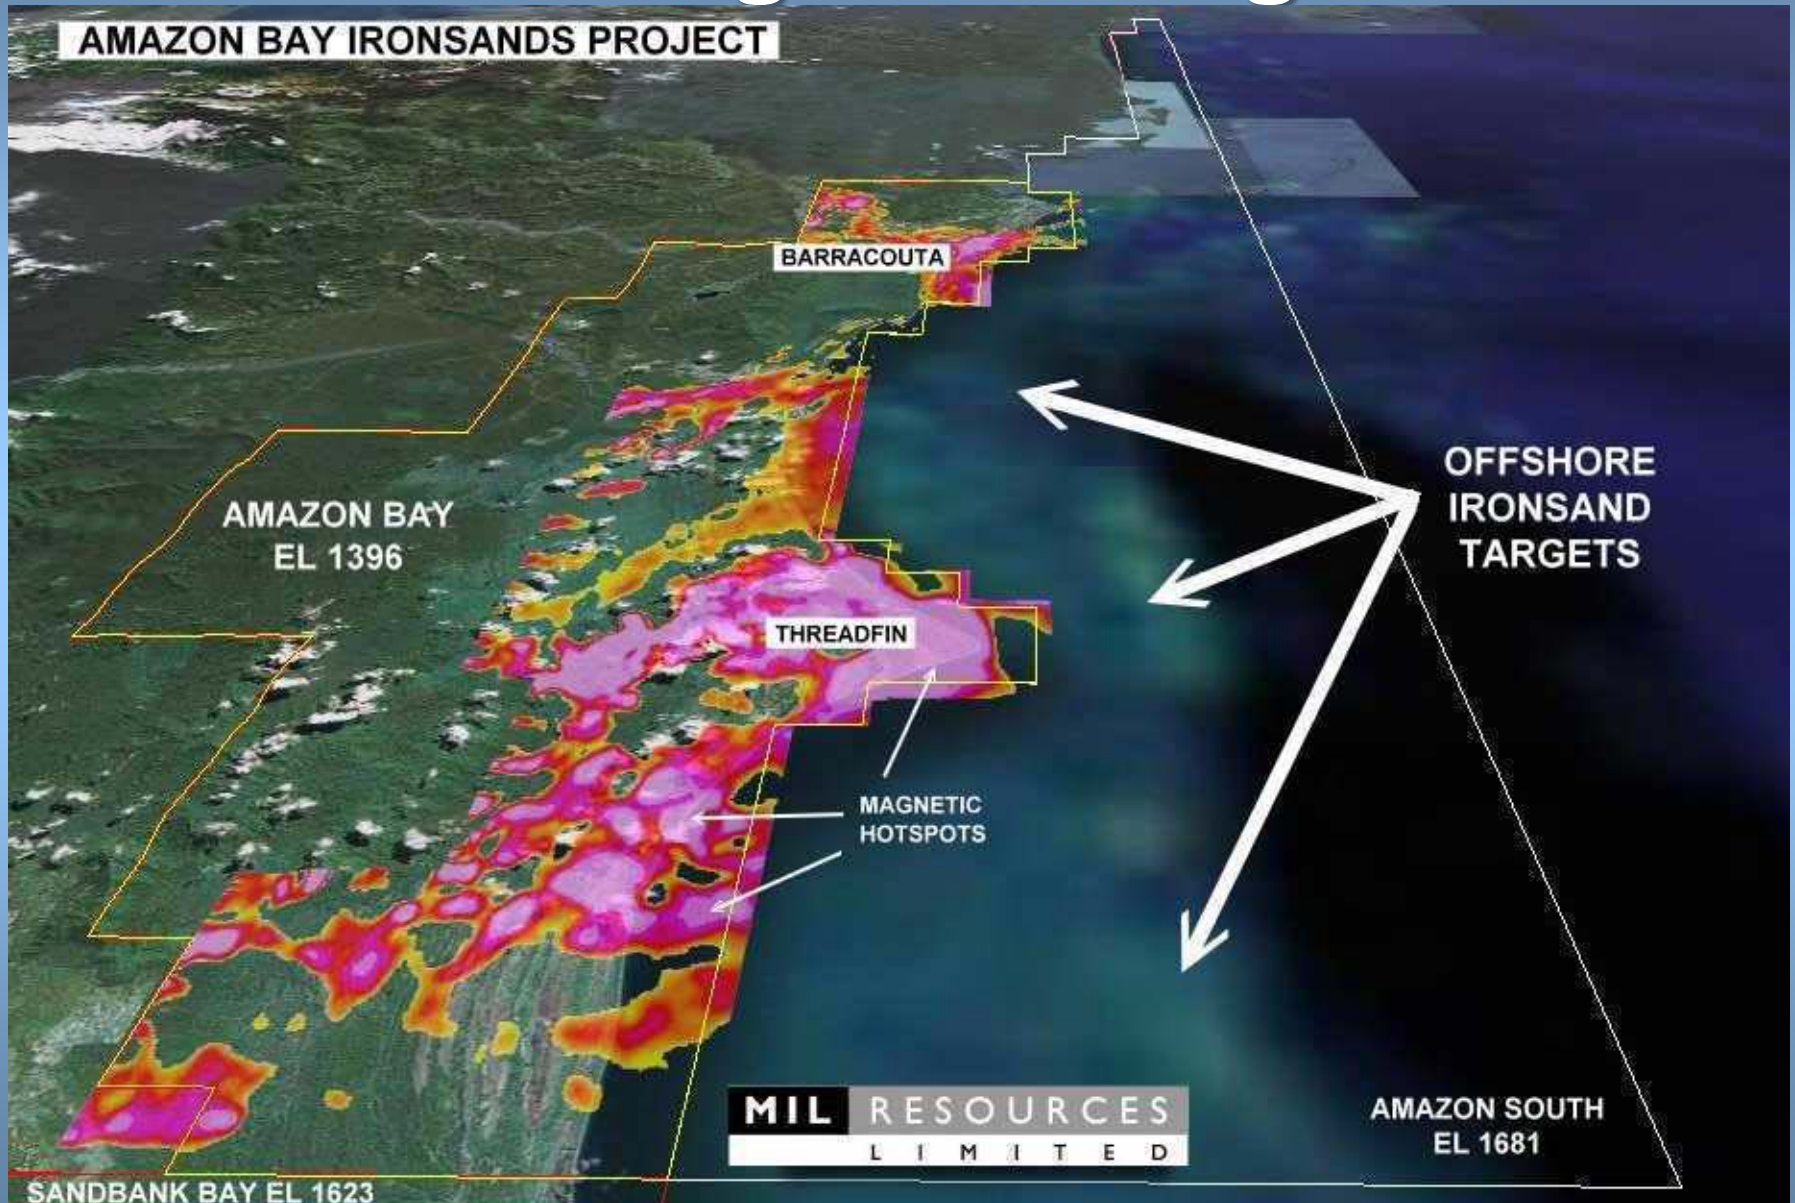 AMAZON BAY IRONSANDS PROJECT
BARRACOUTA
OFFSHORE
IRONSAND
TARGETS
AMAZON BAY
EL 1396
THREADFIN
MAGNETIC
HOTSPOTS
MIL RESOURCES
LIMITED
AMAZON SOUTH
EL 1681
SANDBANK BAY EL 1623